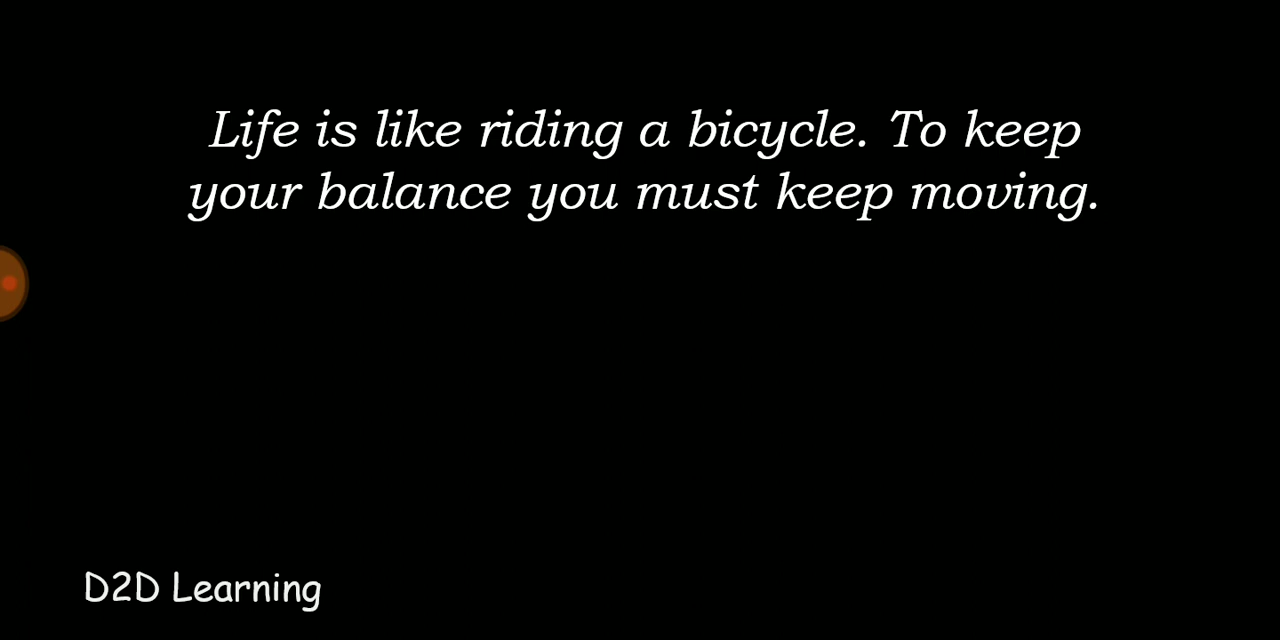 Life is like riding a bicycle. To keep
your balance you must keep moving.
D2D Learning